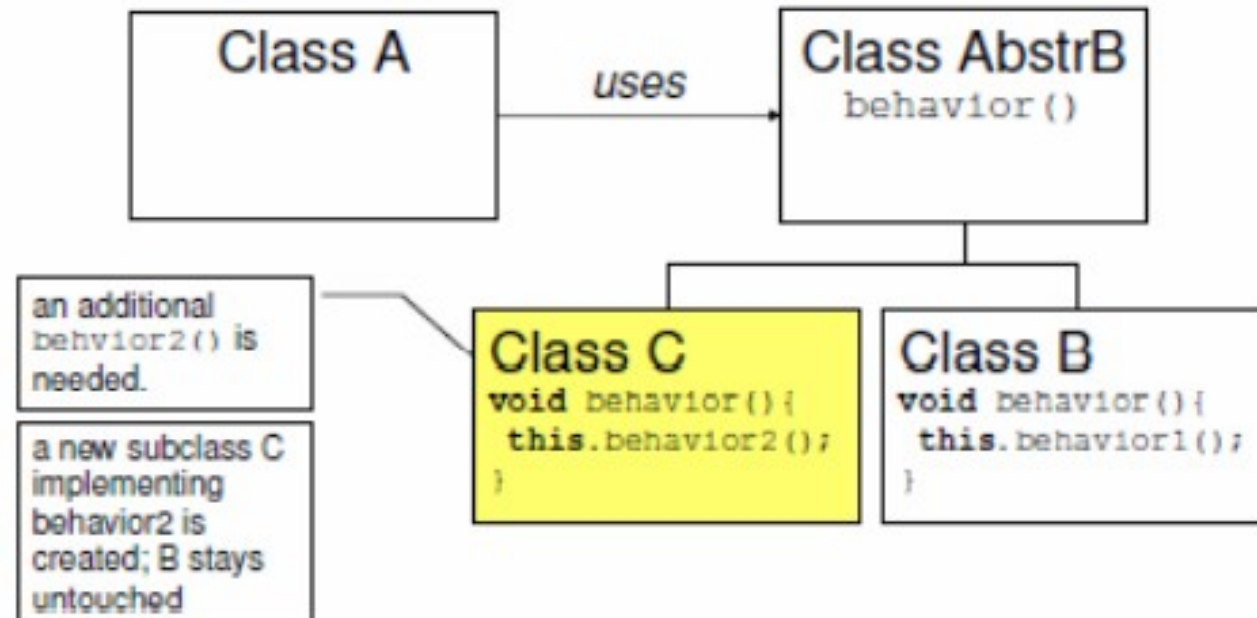 Class A
uses
Class AbstrB
behavior()
an additional
behvior2() is
needed.
a new subclass C
implementing
behavior2 is
created; B stays
untouched
Class C
void behavior(){
this.behavior2();
}
Class B
void behavior(){
this.behavior1();
}